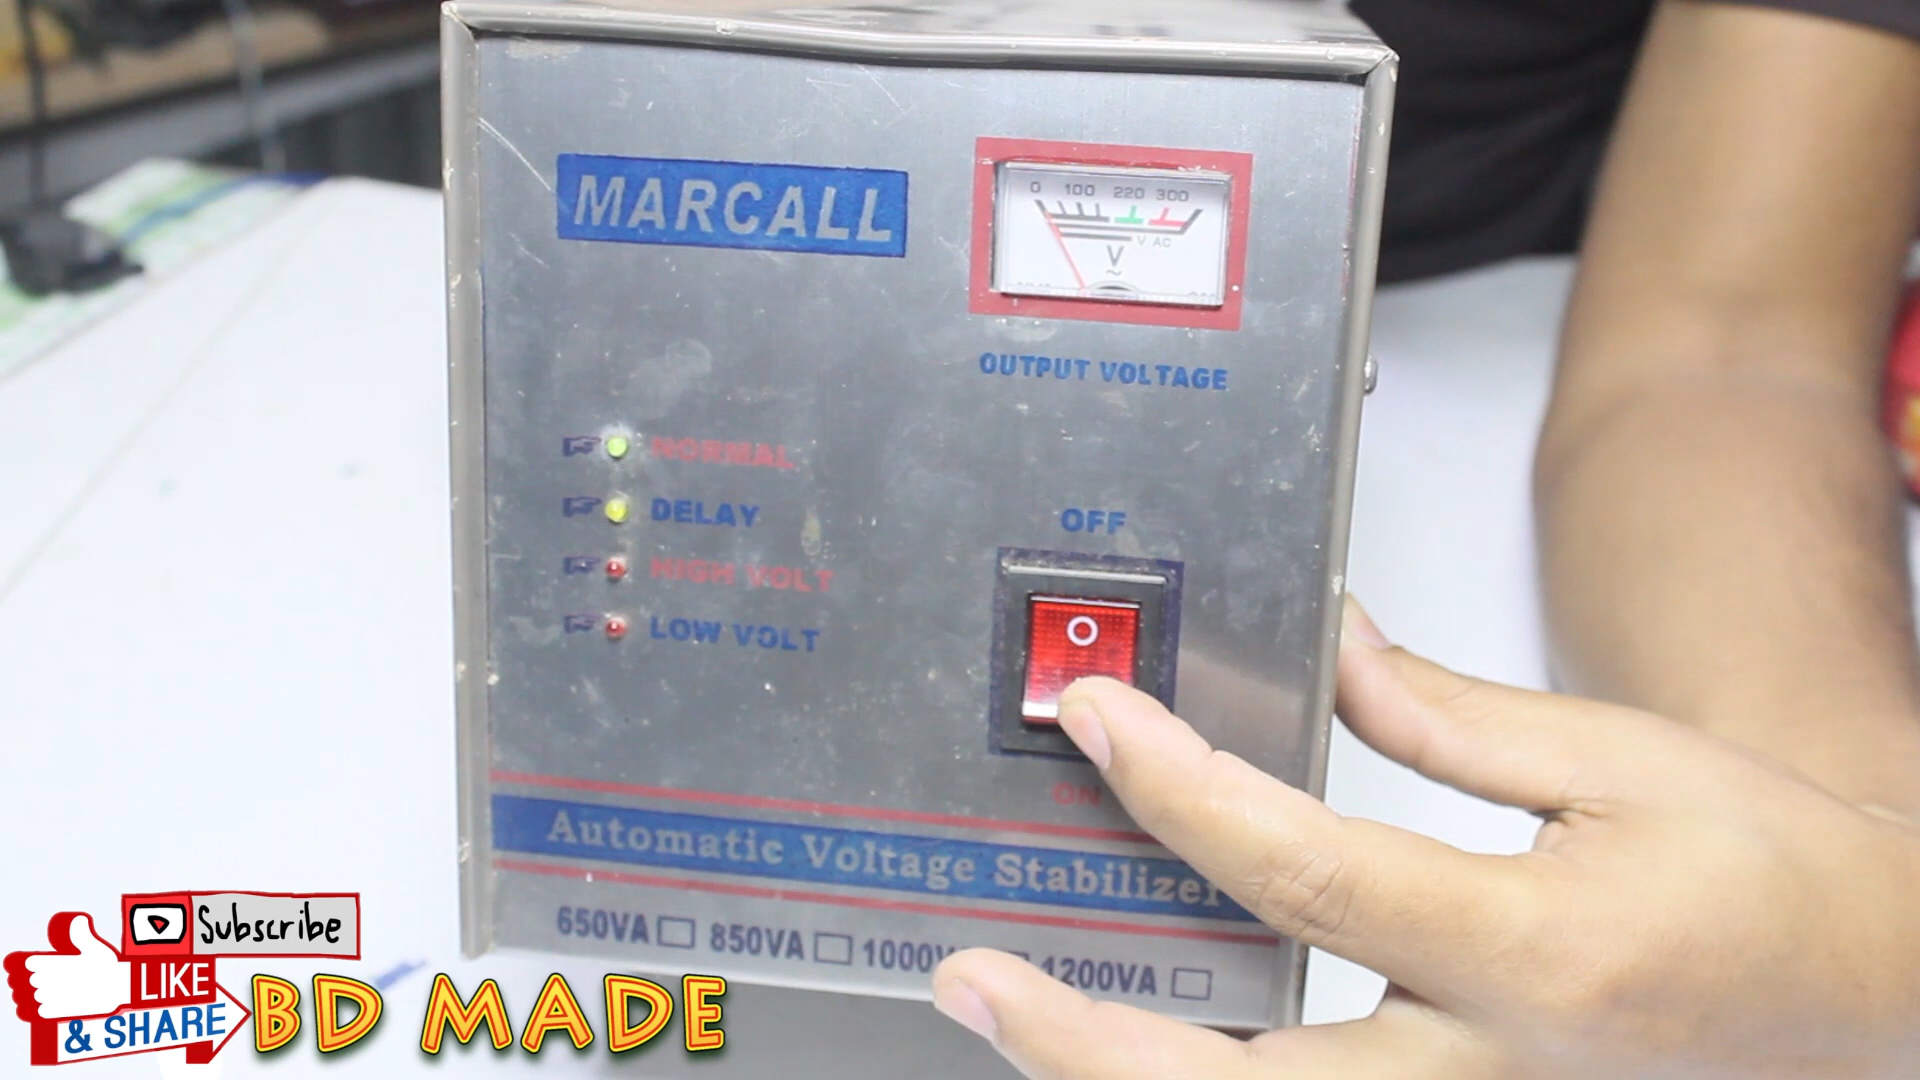 MARCALL
0 100 220 300
V AC
V
~
OUTPUT VOLTAGE
NORMAL
DELAY
HIGH VOLT
LOW VOLT
OFF
O
ON
Automatic Voltage Stabilizer
650VA 850VA 1000V 1200VA
Subscribe
LIKE
& SHARE
BD MADE